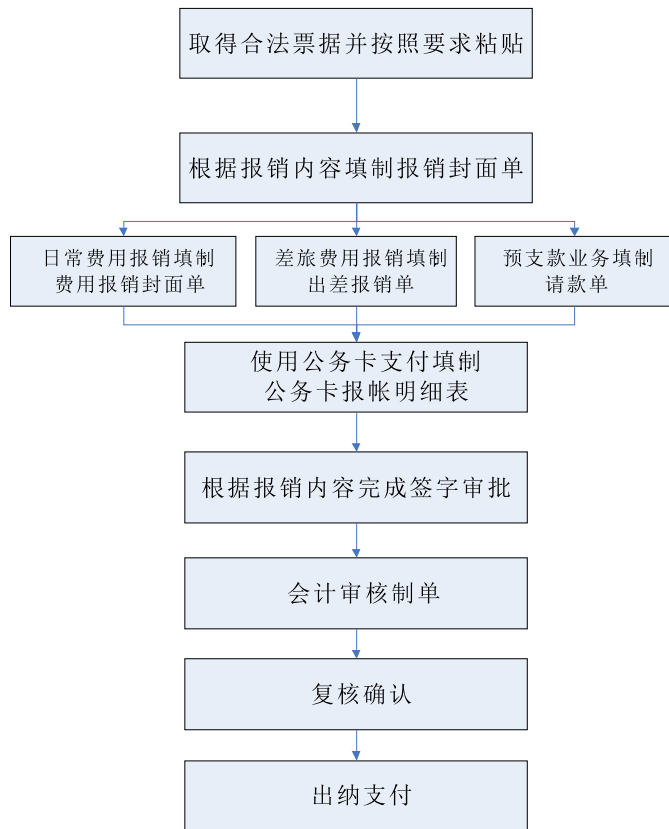 取得合法票据并按照要求粘贴
根据报销内容填制报销封面单
日常费用报销填制
费用报销封面单
差旅费用报销填制
出差报销单
预支款业务填制
请款单
使用公务卡支付填制
公务卡报帐明细表
根据报销内容完成签字审批
会计审核制单
复核确认
出纳支付